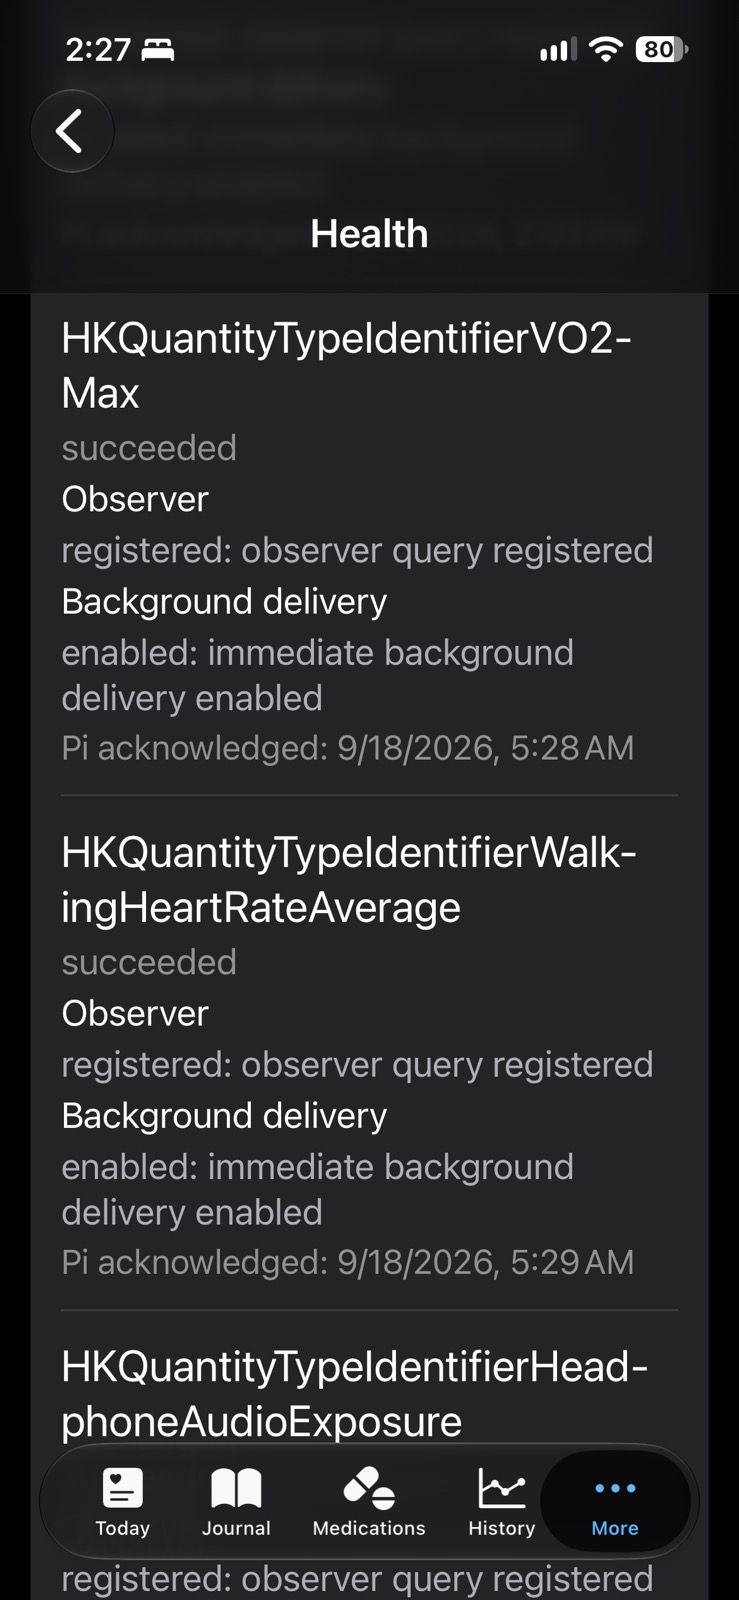 2:27
80
Health
HKQuantityTypeIdentifierVO2-
Max
succeeded
Observer
registered: observer query registered
Background delivery
enabled: immediate background
delivery enabled
Pi acknowledged: 9/18/2026, 5:28 AM
HKQuantityTypeIdentifierWalk-
ingHeartRateAverage
succeeded
Observer
registered: observer query registered
Background delivery
enabled: immediate background
delivery enabled
Pi acknowledged: 9/18/2026, 5:29 AM
HKQuantityTypeIdentifierHead-
phoneAudioExposure
Today
Journal
Medications
History
More
registered: observer query registered